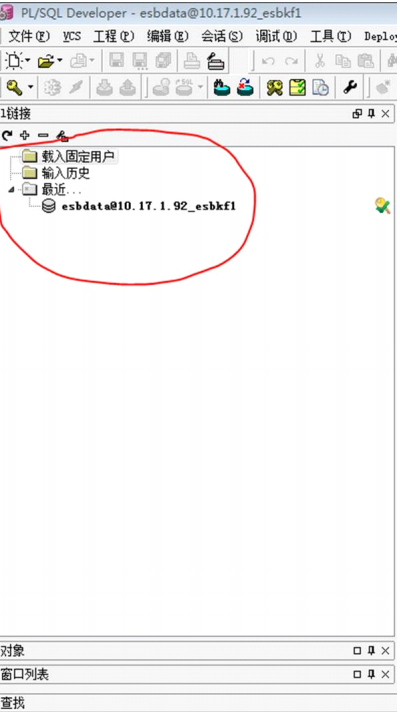 PL/SQL Developer - esbdata@10.17.1.92_esbkf1
文件(F) VCS 工程(P) 编辑(E) 会话(S) 调试(D) 工具(T) Deplo
SQL
1链接
载入固定用户
输入历史
最近...
esbdata@10.17.1.92_esbkf1
对象
窗口列表
查找